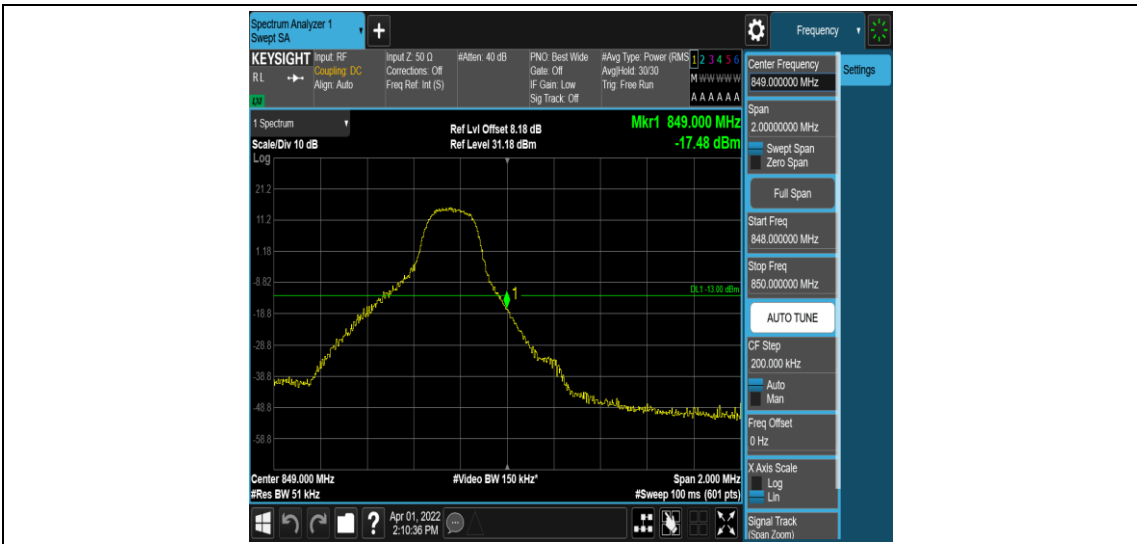 Spectrum Analyzer 1
Swept SA
+
Frequency
KEYSIGHT
Input: RF
Input Z: 50 Ω
#Atten: 40 dB
PNO: Best Wide
#Avg Type: Power (RMS
1 2 3 4 5 6
RL
Coupling: DC
Corrections: Off
Gate: Off
Avg|Hold: 30/30
M W W W W W
Align: Auto
Freq Ref: Int (S)
IF Gain: Low
Trig: Free Run
Sig Track: Off
A A A A A A
LXI
Center Frequency
849.000000 MHz
Settings
1 Spectrum
Ref Lvl Offset 8.18 dB
Mkr1 849.000 MHz
Scale/Div 10 dB
Ref Level 31.18 dBm
-17.48 dBm
Log
21.2
11.2
1.18
-8.82
DL1 -13.00 dBm
1
-18.8
-28.8
-38.8
-48.8
-58.8
Center 849.000 MHz
#Video BW 150 kHz*
Span 2.000 MHz
#Res BW 51 kHz
#Sweep 100 ms (601 pts)
Span
2.00000000 MHz
Swept Span
Zero Span
Full Span
Start Freq
848.000000 MHz
Stop Freq
850.000000 MHz
AUTO TUNE
CF Step
200.000 kHz
Auto
Man
Freq Offset
0 Hz
X Axis Scale
Log
Lin
Signal Track
(Span Zoom)
?
Apr 01, 2022
2:10:36 PM